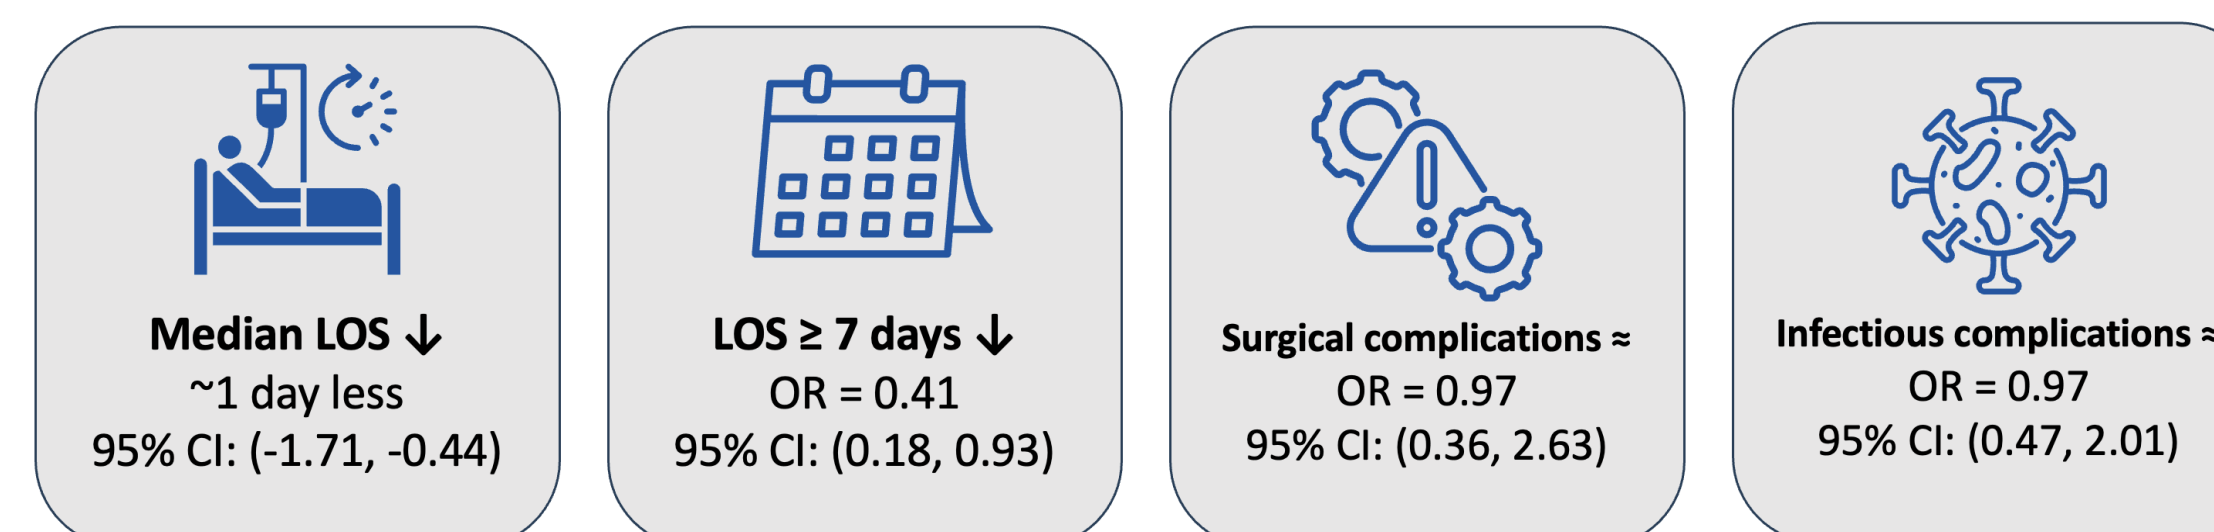 Median LOS ↓
~1 day less
95% CI: (-1.71, -0.44)
LOS ≥ 7 days ↓
OR = 0.41
95% CI: (0.18, 0.93)
Surgical complications ≈
OR = 0.97
95% CI: (0.36, 2.63)
Infectious complications ≈
OR = 0.97
95% CI: (0.47, 2.01)